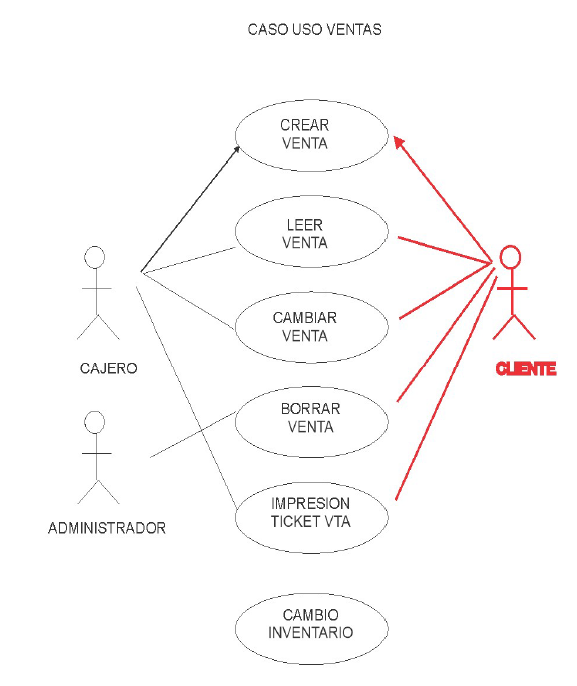 CASO USO VENTAS
CREAR
VENTA
LEER
VENTA
CAMBIAR
VENTA
CAJERO
CLIENTE
BORRAR
VENTA
ADMINISTRADOR
IMPRESION
TICKET VTA
CAMBIO
INVENTARIO